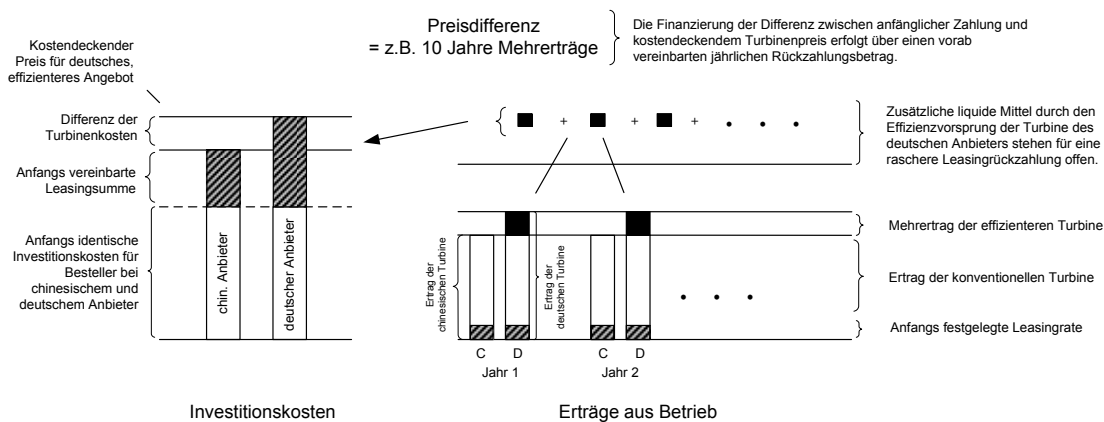 Preisdifferenz
= z.B. 10 Jahre Mehrerträge
Die Finanzierung der Differenz zwischen anfänglicher Zahlung und
kostendeckendem Turbinenpreis erfolgt über einen vorab
vereinbarten jährlichen Rückzahlungsbetrag.
Kostendeckender
Preis für deutsches,
effizienteres Angebot
Differenz der
Turbinenkosten
Anfangs vereinbarte
Leasingsumme
Anfangs identische
Investitionskosten für
Besteller bei
chinesischem und
deutschem Anbieter
chin. Anbieter
deutscher Anbieter
Investitionskosten
+ + +
Zusätzliche liquide Mittel durch den
Effizienzvorsprung der Turbine des
deutschen Anbieters stehen für eine
raschere Leasingrückzahlung offen.
Mehrertrag der effizienteren Turbine
Ertrag der konventionellen Turbine
Anfangs festgelegte Leasingrate
Ertrag der
chinesischen Turbine
Ertrag der
deutschen Turbine
C D C D
Jahr 1 Jahr 2
Erträge aus Betrieb